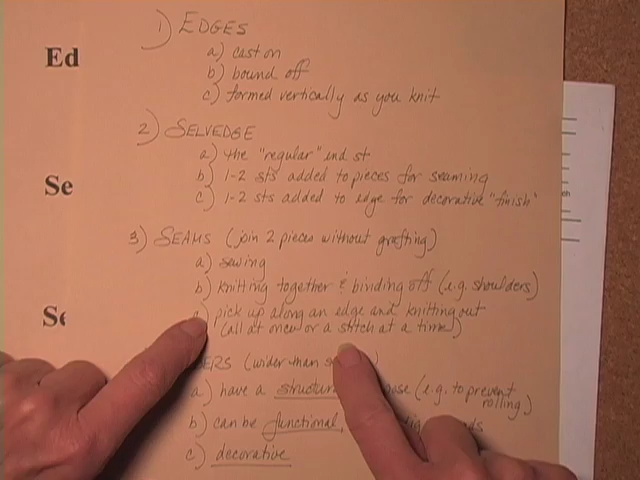 Ed
1) EDGES
a) cast on
b) bound off
c) formed vertically as you knit
2) SELVEDGE
a) the "regular" end st
Se
b) 1-2 sts added to pieces for seaming
c) 1-2 sts added to edge for decorative "finish"
3) SEAMS (join 2 pieces without grafting)
a) sewing
b) knitting together & binding off (e.g. shoulders)
Se
pick up along an edge and knitting out
(all at once or a stitch at a time)
(wider than
a) have a (e.g. to prevent
rolling)
b) can be functional,
c) decorative